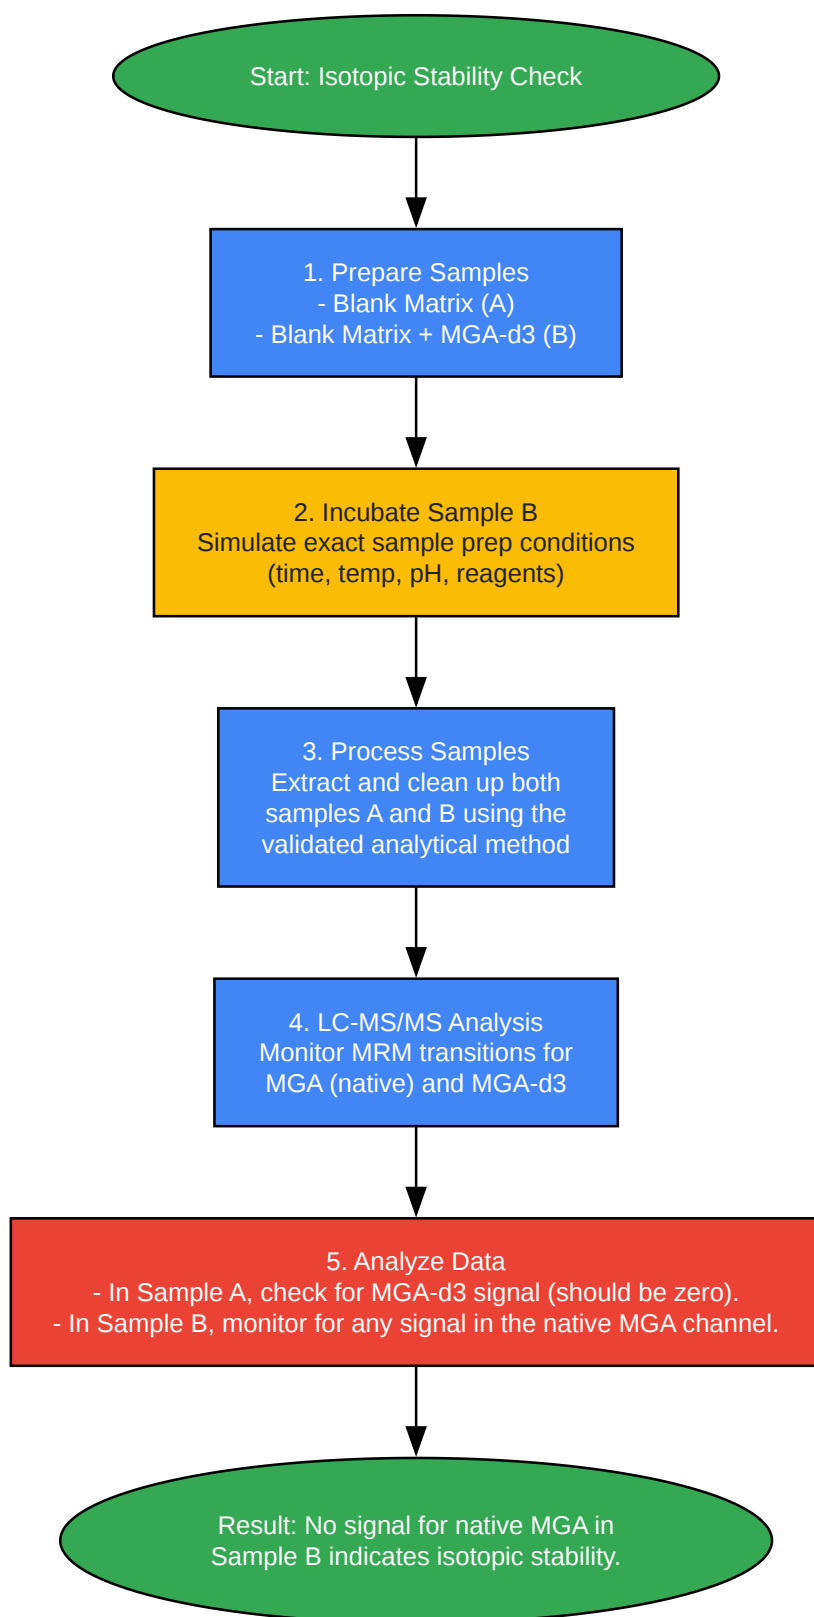 Start: Isotopic Stability Check
1. Prepare Samples
- Blank Matrix (A)
- Blank Matrix + MGA-d3 (B)
2. Incubate Sample B
Simulate exact sample prep conditions
(time, temp, pH, reagents)
3. Process Samples
Extract and clean up both
samples A and B using the
validated analytical method
4. LC-MS/MS Analysis
Monitor MRM transitions for
MGA (native) and MGA-d3
5. Analyze Data
- In Sample A, check for MGA-d3 signal (should be zero).
- In Sample B, monitor for any signal in the native MGA channel.
Result: No signal for native MGA in
Sample B indicates isotopic stability.